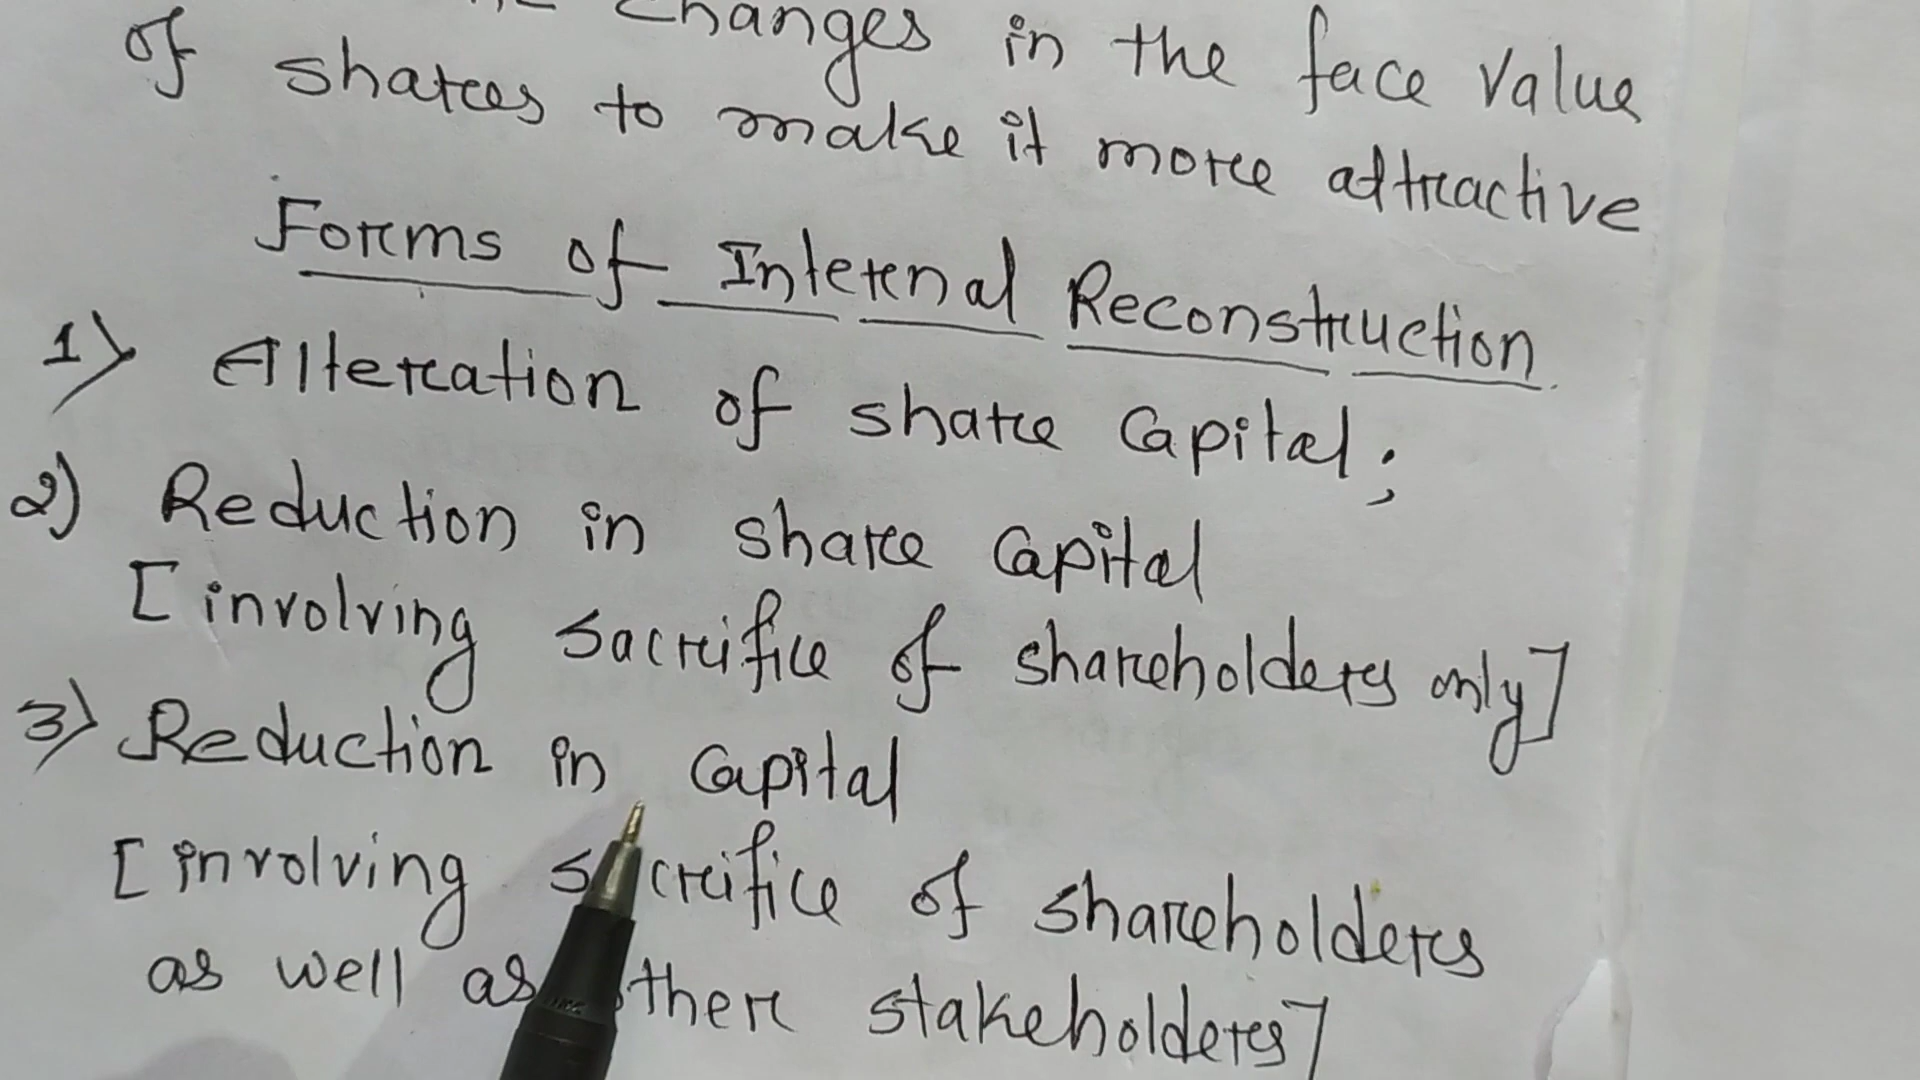 changes in the face value
of shares to make it more attractive
Forms of Internal Reconstruction
1) Alteration of share capital;
2) Reduction in share capital
[involving sacrifice of shareholders only]
3) Reduction in capital
[involving sacrifice of shareholders
as well as other stakeholders]